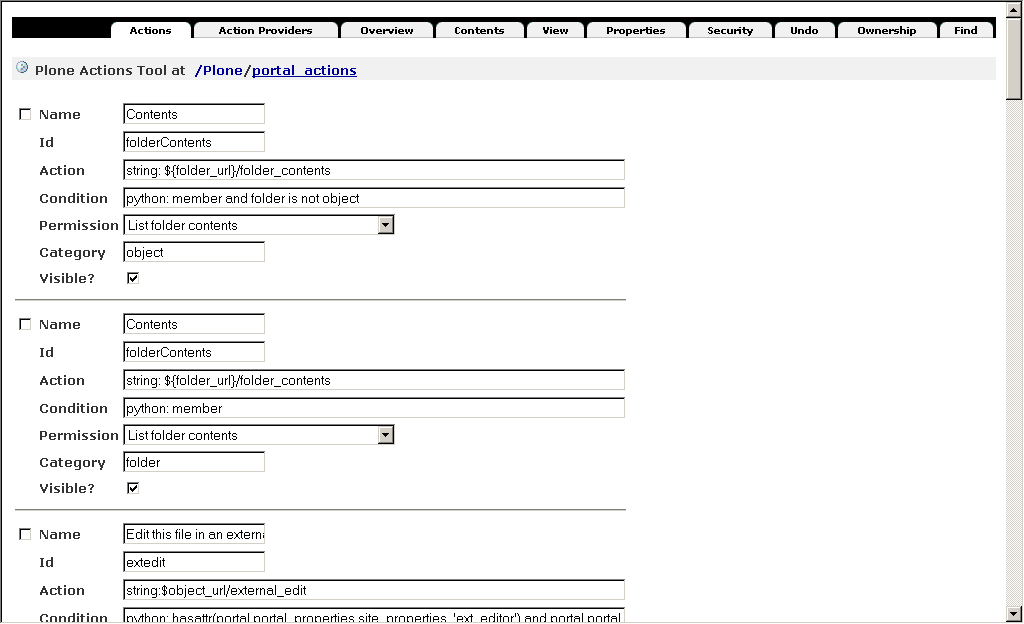 Actions Action Providers Overview Contents View Properties Security Undo Ownership Find
Plone Actions Tool at /Plone/portal_actions
Name Contents
Id folderContents
Action string: ${folder_url}/folder_contents
Condition python: member and folder is not object
Permission List folder contents
Category object
Visible?
Name Contents
Id folderContents
Action string: ${folder_url}/folder_contents
Condition python: member
Permission List folder contents
Category folder
Visible?
Name Edit this file in an externa
Id extedit
Action string:$object_url/external_edit
Condition python: hasattr(portal.portal_properties.site_properties, 'ext_editor') and portal.portal